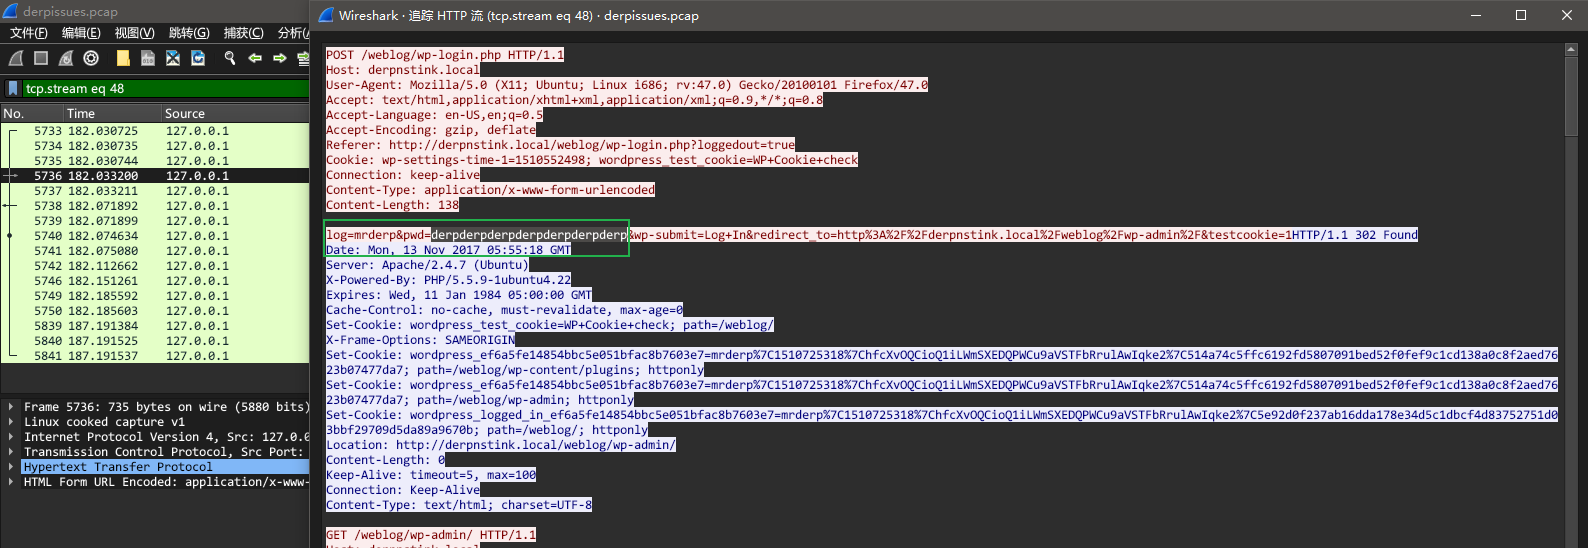 derpissues.pcap
文件(F) 编辑(E) 视图(V) 跳转(G) 捕获(C) 分析(A
tcp.stream eq 48
No. Time Source
5733 182.030725 127.0.0.1
5734 182.030735 127.0.0.1
5735 182.030744 127.0.0.1
5736 182.033200 127.0.0.1
5737 182.033211 127.0.0.1
5738 182.071892 127.0.0.1
5739 182.071899 127.0.0.1
5740 182.074634 127.0.0.1
5741 182.075080 127.0.0.1
5742 182.112662 127.0.0.1
5746 182.151261 127.0.0.1
5749 182.185592 127.0.0.1
5750 182.185603 127.0.0.1
5839 187.191384 127.0.0.1
5840 187.191525 127.0.0.1
5841 187.191537 127.0.0.1
Frame 5736: 735 bytes on wire (5880 bits)
Linux cooked capture v1
Internet Protocol Version 4, Src: 127.0.0
Transmission Control Protocol, Src Port:
Hypertext Transfer Protocol
HTML Form URL Encoded: application/x-www-
Wireshark · 追踪 HTTP 流 (tcp.stream eq 48) · derpissues.pcap
POST /weblog/wp-login.php HTTP/1.1
Host: derpnstink.local
User-Agent: Mozilla/5.0 (X11; Ubuntu; Linux i686; rv:47.0) Gecko/20100101 Firefox/47.0
Accept: text/html,application/xhtml+xml,application/xml;q=0.9,*/*;q=0.8
Accept-Language: en-US,en;q=0.5
Accept-Encoding: gzip, deflate
Referer: http://derpnstink.local/weblog/wp-login.php?loggedout=true
Cookie: wp-settings-time-1=1510552498; wordpress_test_cookie=WP+Cookie+check
Connection: keep-alive
Content-Type: application/x-www-form-urlencoded
Content-Length: 138
log=mrderp&pwd=derpderpderpderpderpderpderp&wp-submit=Log+In&redirect_to=http%3A%2F%2Fderpnstink.local%2Fweblog%2Fwp-admin%2F&testcookie=1HTTP/1.1 302 Found
Date: Mon, 13 Nov 2017 05:55:18 GMT
Server: Apache/2.4.7 (Ubuntu)
X-Powered-By: PHP/5.5.9-1ubuntu4.22
Expires: Wed, 11 Jan 1984 05:00:00 GMT
Cache-Control: no-cache, must-revalidate, max-age=0
Set-Cookie: wordpress_test_cookie=WP+Cookie+check; path=/weblog/
X-Frame-Options: SAMEORIGIN
Set-Cookie: wordpress_ef6a5fe14854bbc5e051bfac8b7603e7=mrderp%7C1510725318%7ChfcXvOQCioQ1iLWmSXEDQPWCu9aVSTFbRrulAwIqke2%7C514a74c5ffc6192fd5807091bed52f0fef9c1cd138a0c8f2aed76
23b07477da7; path=/weblog/wp-content/plugins; httponly
Set-Cookie: wordpress_ef6a5fe14854bbc5e051bfac8b7603e7=mrderp%7C1510725318%7ChfcXvOQCioQ1iLWmSXEDQPWCu9aVSTFbRrulAwIqke2%7C514a74c5ffc6192fd5807091bed52f0fef9c1cd138a0c8f2aed76
23b07477da7; path=/weblog/wp-admin; httponly
Set-Cookie: wordpress_logged_in_ef6a5fe14854bbc5e051bfac8b7603e7=mrderp%7C1510725318%7ChfcXvOQCioQ1iLWmSXEDQPWCu9aVSTFbRrulAwIqke2%7C5e92d0f237ab16dda178e34d5c1dbcf4d83752751d0
3bbf29709d5da89a9670b; path=/weblog/; httponly
Location: http://derpnstink.local/weblog/wp-admin/
Content-Length: 0
Keep-Alive: timeout=5, max=100
Connection: Keep-Alive
Content-Type: text/html; charset=UTF-8
GET /weblog/wp-admin/ HTTP/1.1
Host: derpnstink.local